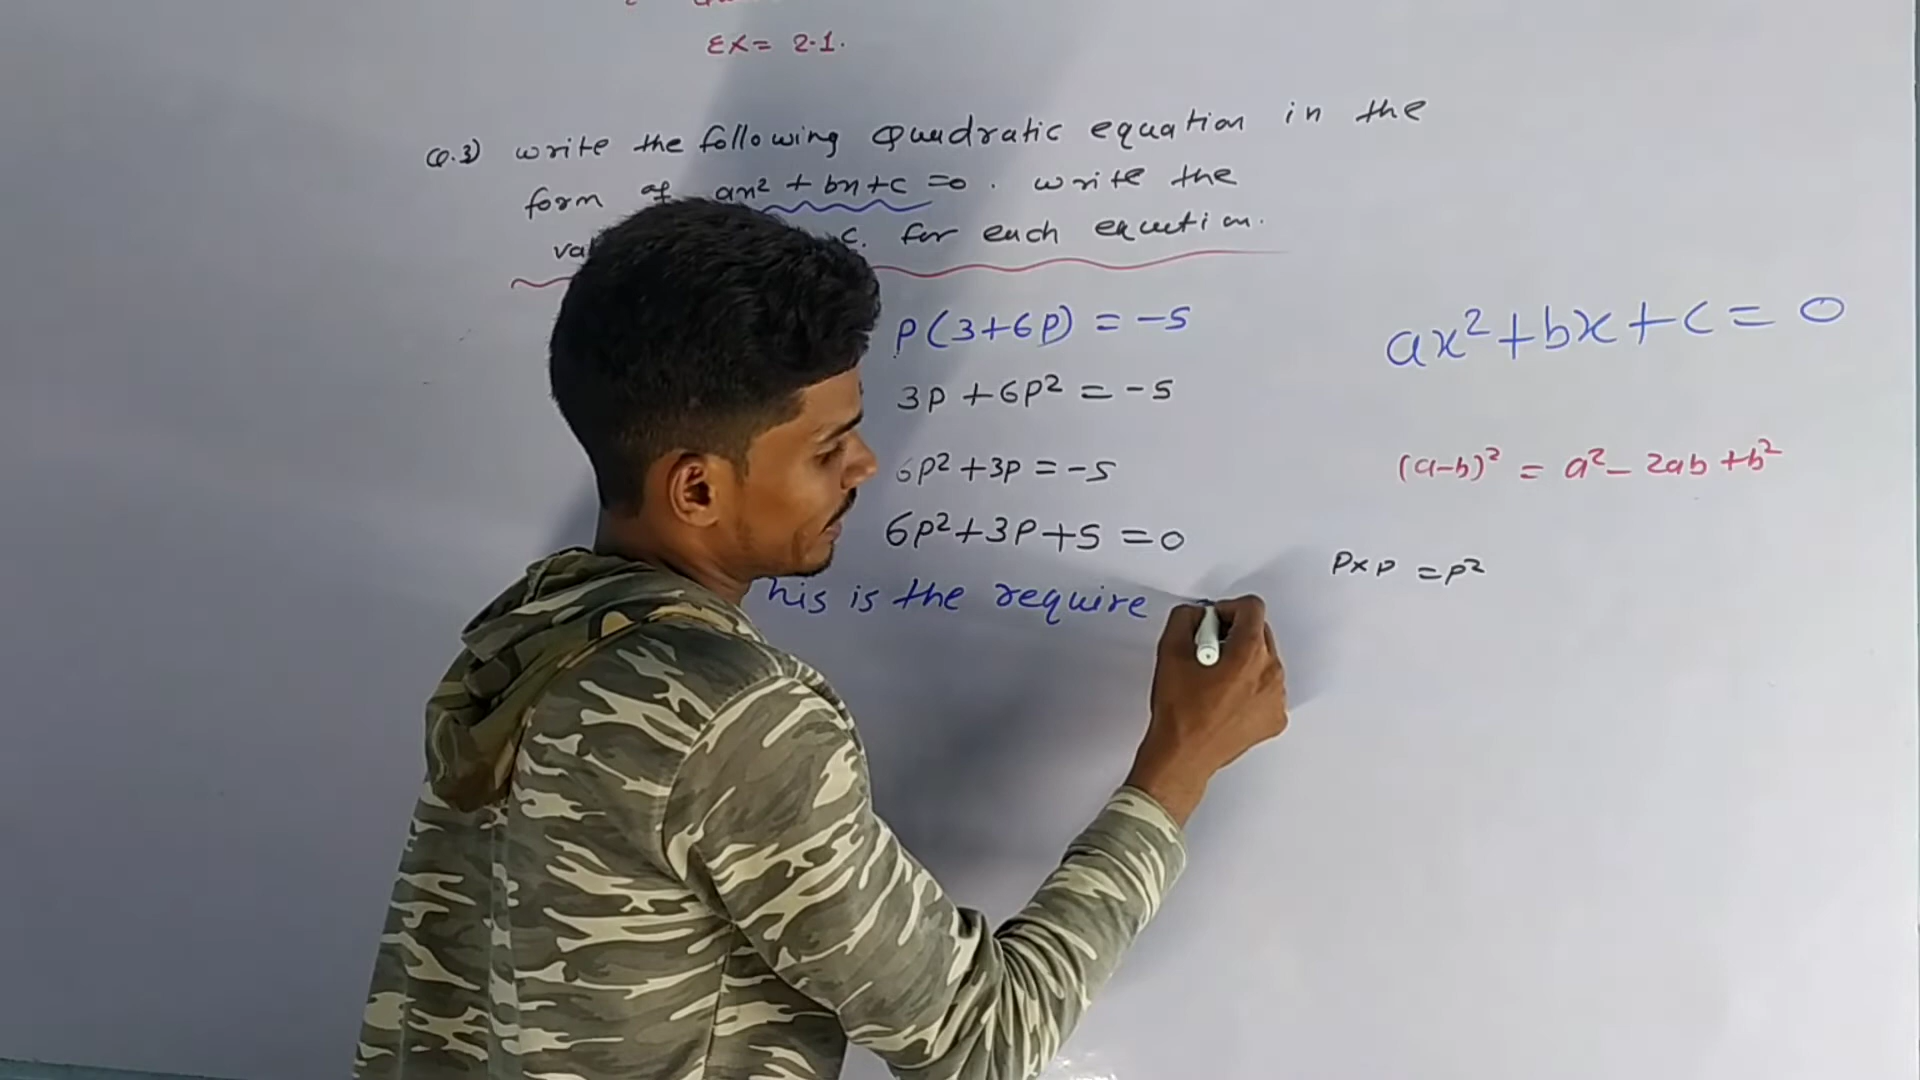 EX= 2.1.
Q.3) write the following Quadratic equation in the
form of ax² + bx+c =0. write the
c. for each equation.
P(3+6P) = -5
3P +6P² = -5
6P² +3P = -5
6P²+3P+5 =0
his is the require
ax²+bx+c= 0
(a-b)² = a²- 2ab +b²
P×P =P²